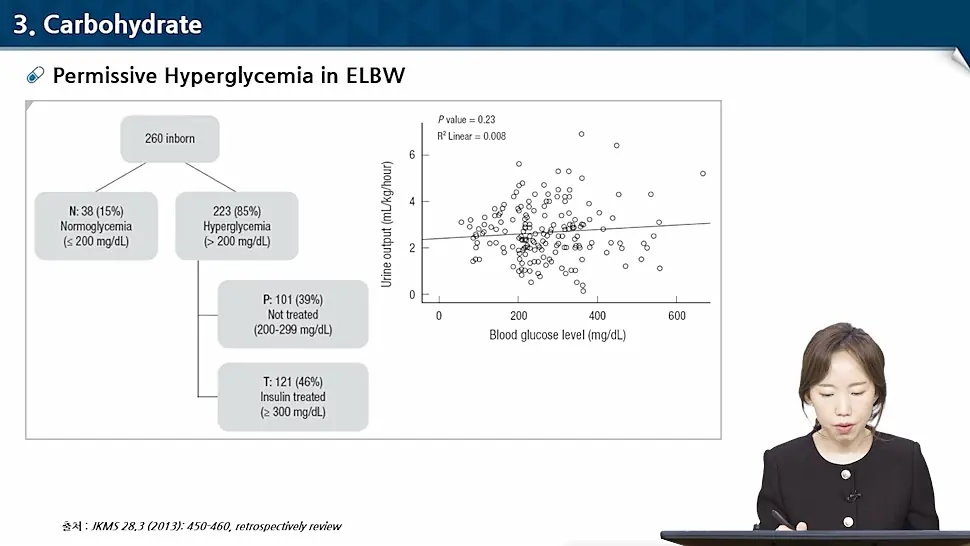 3. Carbohydrate
Permissive Hyperglycemia in ELBW
260 inborn
N: 38 (15%)
Normoglycemia
(≤ 200 mg/dL)
223 (85%)
Hyperglycemia
(> 200 mg/dL)
P: 101 (39%)
Not treated
(200-299 mg/dL)
T: 121 (46%)
Insulin treated
(≥ 300 mg/dL)
P value = 0.23
R² Linear = 0.008
Urine output (mL/kg/hour)
6
4
2
0
0 200 400 600
Blood glucose level (mg/dL)
출처 : JKMS 28.3 (2013): 450-460, retrospectively review